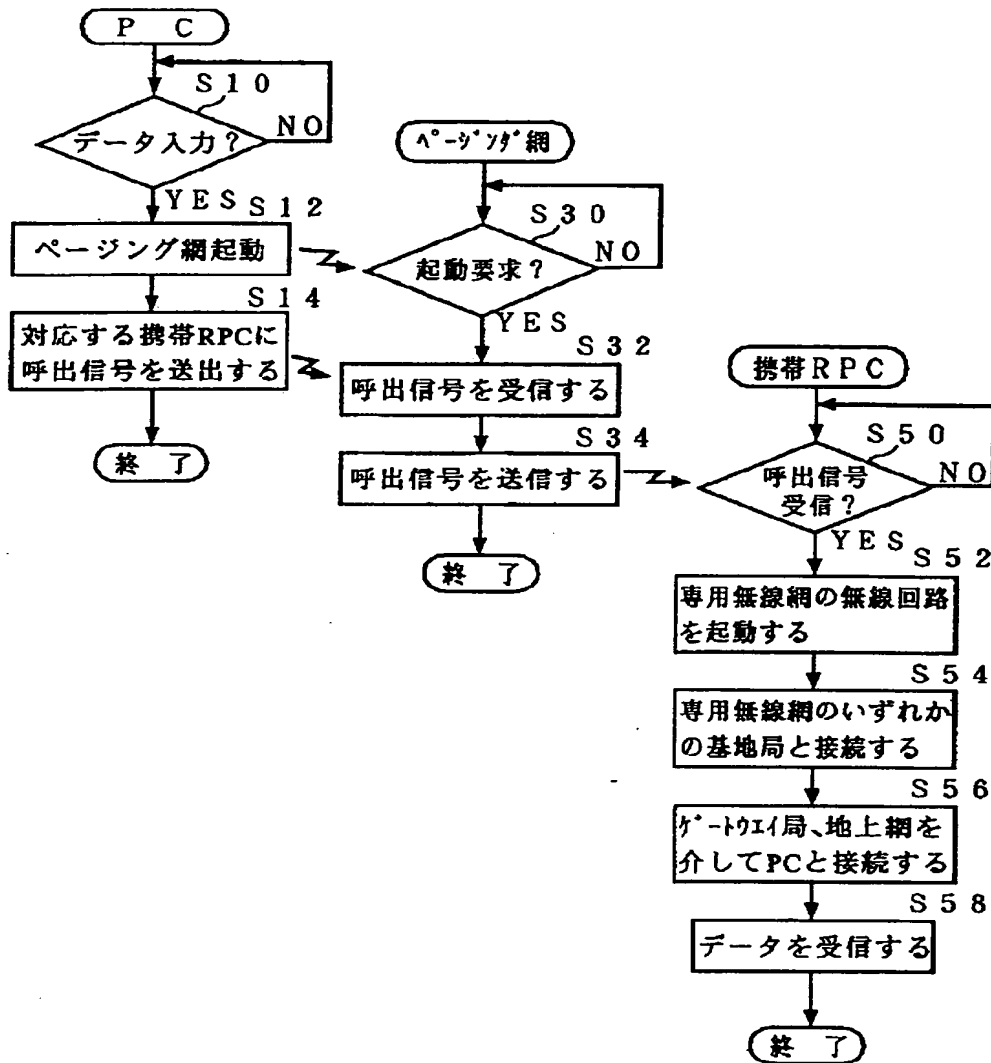 P C
S10
データ入力?
NO
YES
S12
ページング網起動
S14
対応する携帯RPCに
呼出信号を送出する
終 了
ページング網
S30
起動要求?
NO
YES
S32
呼出信号を受信する
S34
呼出信号を送信する
終 了
携帯RPC
S50
呼出信号
受信?
NO
YES
S52
専用無線網の無線回路
を起動する
S54
専用無線網のいずれか
の基地局と接続する
S56
ゲートウエイ局、地上網を
介してPCと接続する
S58
データを受信する
終 了